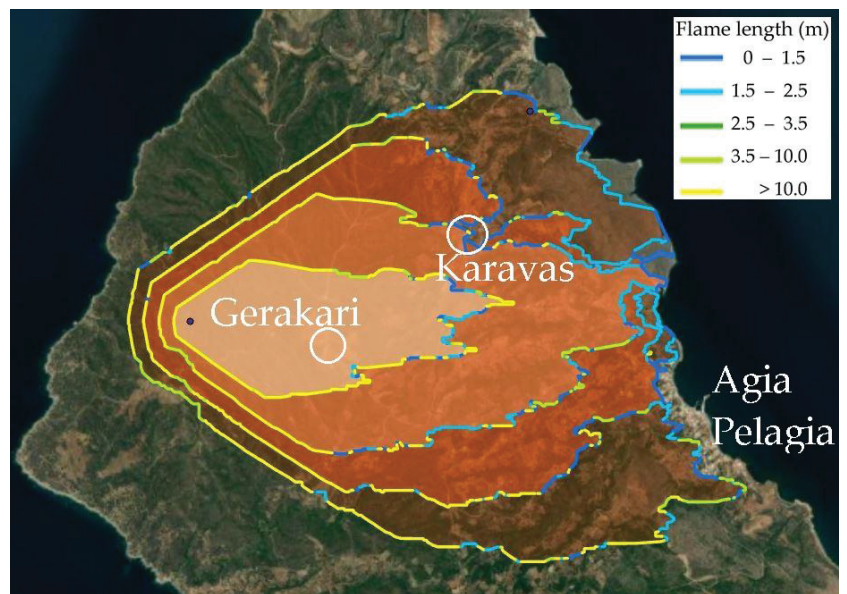 Flame length (m)
0 – 1.5
1.5 – 2.5
2.5 – 3.5
3.5 – 10.0
> 10.0
Karavas
Gerakari
Agia
Pelagia